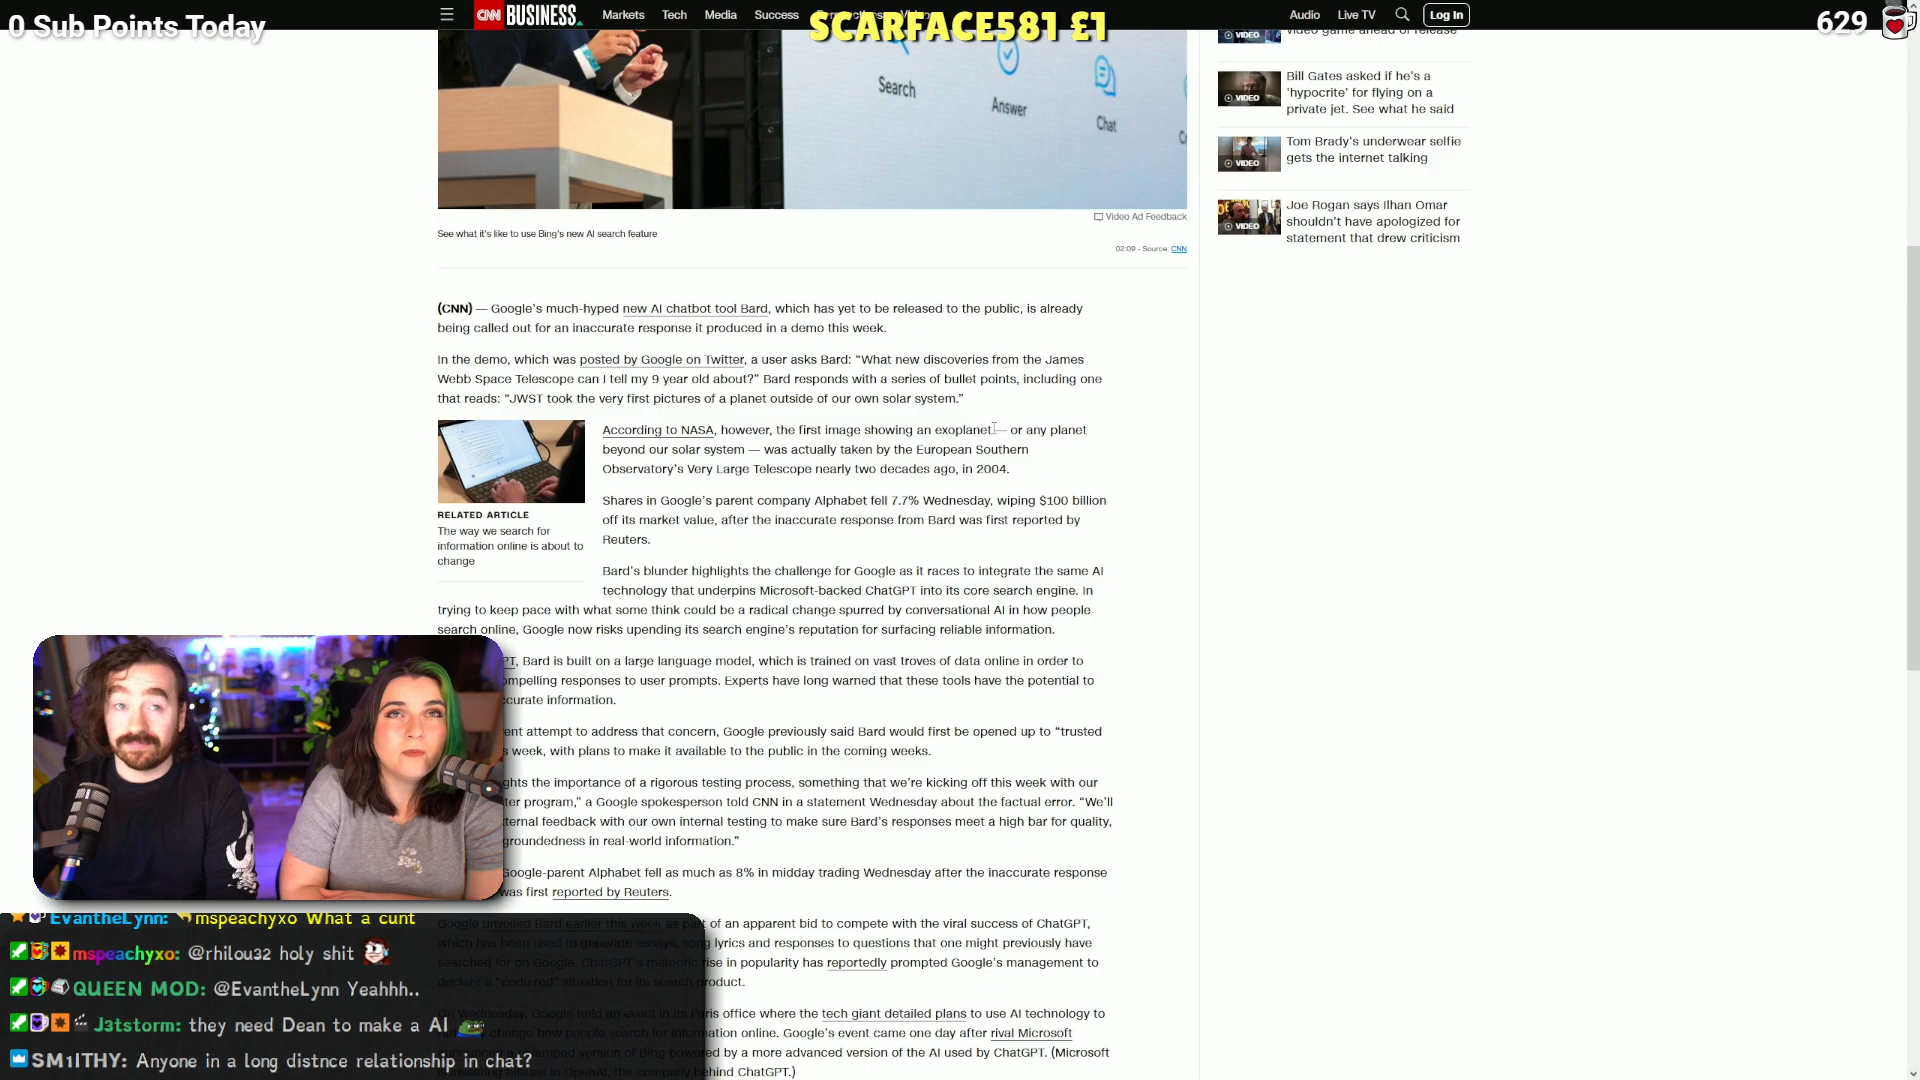 0 Sub Points Today
CNN BUSINESS
Markets Tech Media Success
SCARFACE581 £1
Audio Live TV Log In
629
Search
Answer
Chat
Video Ad Feedback
See what it's like to use Bing's new AI search feature
02:09 - Source: CNN
VIDEO
video game ahead of release
VIDEO
Bill Gates asked if he's a
'hypocrite' for flying on a
private jet. See what he said
VIDEO
Tom Brady's underwear selfie
gets the internet talking
VIDEO
Joe Rogan says Ilhan Omar
shouldn't have apologized for
statement that drew criticism
(CNN) — Google's much-hyped new AI chatbot tool Bard, which has yet to be released to the public, is already
being called out for an inaccurate response it produced in a demo this week.
In the demo, which was posted by Google on Twitter, a user asks Bard: “What new discoveries from the James
Webb Space Telescope can I tell my 9 year old about?” Bard responds with a series of bullet points, including one
that reads: “JWST took the very first pictures of a planet outside of our own solar system.”
According to NASA, however, the first image showing an exoplanet — or any planet
beyond our solar system — was actually taken by the European Southern
Observatory's Very Large Telescope nearly two decades ago, in 2004.
RELATED ARTICLE
The way we search for
information online is about to
change
Shares in Google's parent company Alphabet fell 7.7% Wednesday, wiping $100 billion
off its market value, after the inaccurate response from Bard was first reported by
Reuters.
Bard's blunder highlights the challenge for Google as it races to integrate the same AI
technology that underpins Microsoft-backed ChatGPT into its core search engine. In
trying to keep pace with what some think could be a radical change spurred by conversational AI in how people
search online, Google now risks upending its search engine's reputation for surfacing reliable information.
PT, Bard is built on a large language model, which is trained on vast troves of data online in order to
ompelling responses to user prompts. Experts have long warned that these tools have the potential to
curate information.
ent attempt to address that concern, Google previously said Bard would first be opened up to “trusted
s week, with plans to make it available to the public in the coming weeks.
ghts the importance of a rigorous testing process, something that we're kicking off this week with our
ter program,” a Google spokesperson told CNN in a statement Wednesday about the factual error. “We'll
ternal feedback with our own internal testing to make sure Bard's responses meet a high bar for quality,
groundedness in real-world information.”
Google-parent Alphabet fell as much as 8% in midday trading Wednesday after the inaccurate response
was first reported by Reuters.
Google unveiled Bard earlier this week as part of an apparent bid to compete with the viral success of ChatGPT,
which has been used to generate essays, song lyrics and responses to questions that one might previously have
searched for on Google. ChatGPT's meteoric rise in popularity has reportedly prompted Google's management to
declare a “code red” situation for its search product.
On Wednesday, Google held an event in its Paris office where the tech giant detailed plans to use AI technology to
change how people search for information online. Google's event came one day after rival Microsoft
revamped version of Bing powered by a more advanced version of the AI used by ChatGPT. (Microsoft
is investing billions in OpenAI, the company behind ChatGPT.)
EvantheLynn: mspeachyxo What a cunt
mspeachyxo: @rhilou32 holy shit
QUEEN MOD: @EvantheLynn Yeahhh..
J3tstorm: they need Dean to make a AI
SM1ITHY: Anyone in a long distnce relationship in chat?